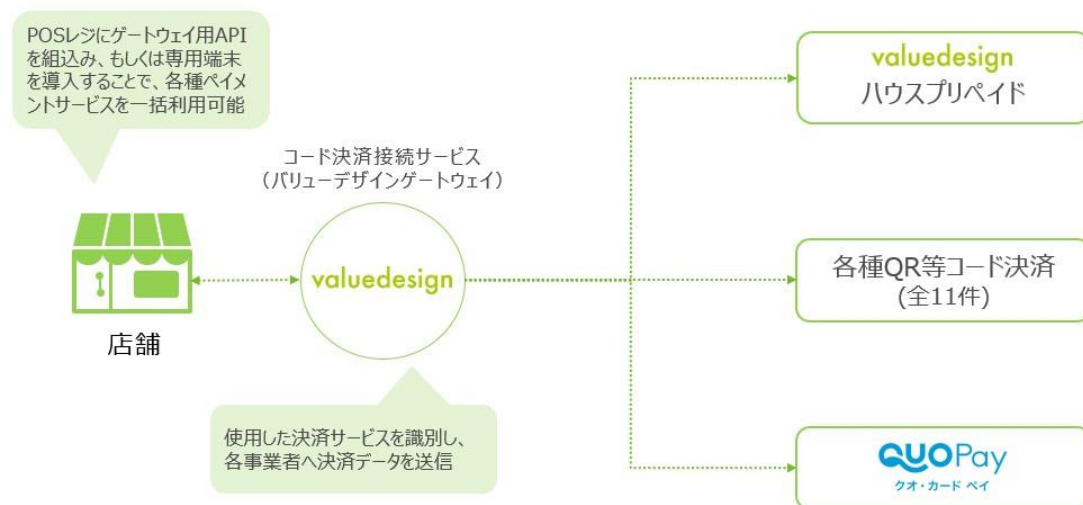 POSレジにゲートウェイ用API
を組込み、もしくは専用端末
を導入することで、各種ペイメ
ントサービスを一括利用可能
コード決済接続サービス
（バリューデザインゲートウェイ）
valuedesign
店舗
使用した決済サービスを識別し、
各事業者へ決済データを送信
valuedesign
ハウスプリペイド
各種QR等コード決済
(全11件)
QUOPay
クオ・カード ペイ